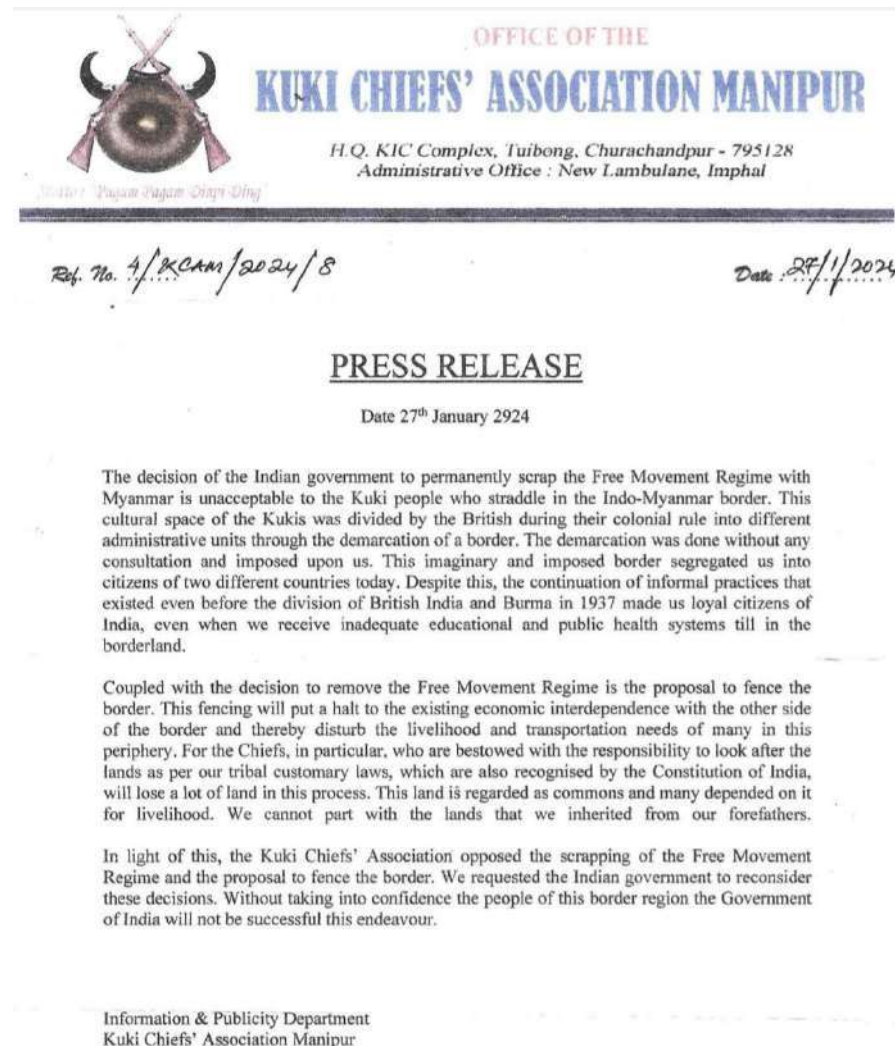 OFFICE OF THE
KUKI CHIEFS' ASSOCIATION MANIPUR
H.Q. KIC Complex, Tuibong, Churachandpur - 795128
Administrative Office : New Lambulane, Imphal
Ref. No. 4/KCAM/2024/8
Date : 27/1/2024
PRESS RELEASE
Date 27th January 2924
The decision of the Indian government to permanently scrap the Free Movement Regime with
Myanmar is unacceptable to the Kuki people who straddle in the Indo-Myanmar border. This
cultural space of the Kukis was divided by the British during their colonial rule into different
administrative units through the demarcation of a border. The demarcation was done without any
consultation and imposed upon us. This imaginary and imposed border segregated us into
citizens of two different countries today. Despite this, the continuation of informal practices that
existed even before the division of British India and Burma in 1937 made us loyal citizens of
India, even when we receive inadequate educational and public health systems till in the
borderland.
Coupled with the decision to remove the Free Movement Regime is the proposal to fence the
border. This fencing will put a halt to the existing economic interdependence with the other side
of the border and thereby disturb the livelihood and transportation needs of many in this
periphery. For the Chiefs, in particular, who are bestowed with the responsibility to look after the
lands as per our tribal customary laws, which are also recognised by the Constitution of India,
will lose a lot of land in this process. This land is regarded as commons and many depended on it
for livelihood. We cannot part with the lands that we inherited from our forefathers.
In light of this, the Kuki Chiefs' Association opposed the scrapping of the Free Movement
Regime and the proposal to fence the border. We requested the Indian government to reconsider
these decisions. Without taking into confidence the people of this border region the Government
of India will not be successful this endeavour.
Information & Publicity Department
Kuki Chiefs' Association Manipur